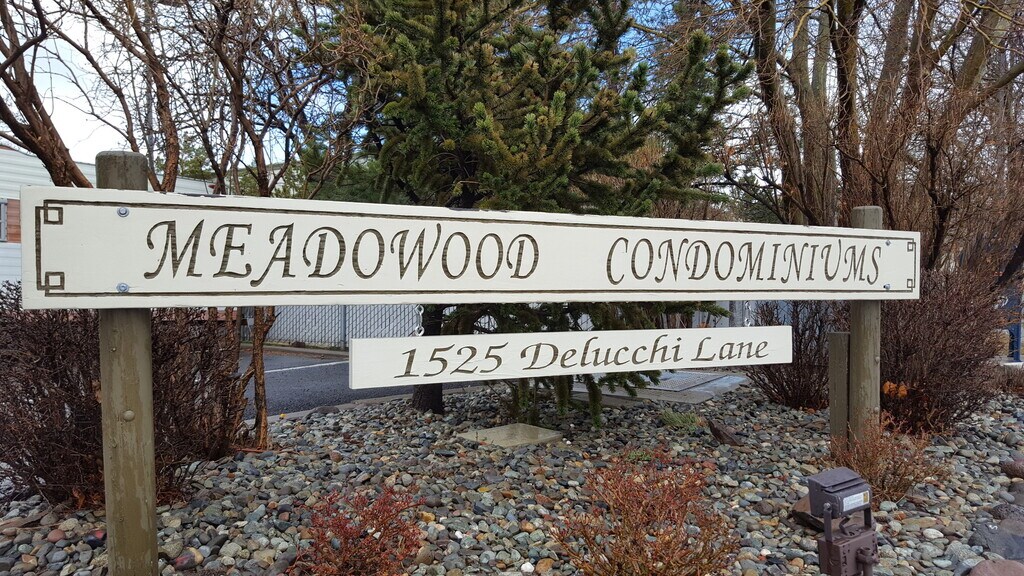 MEADOWOOD CONDOMINIUMS
1525 Delucchi Lane